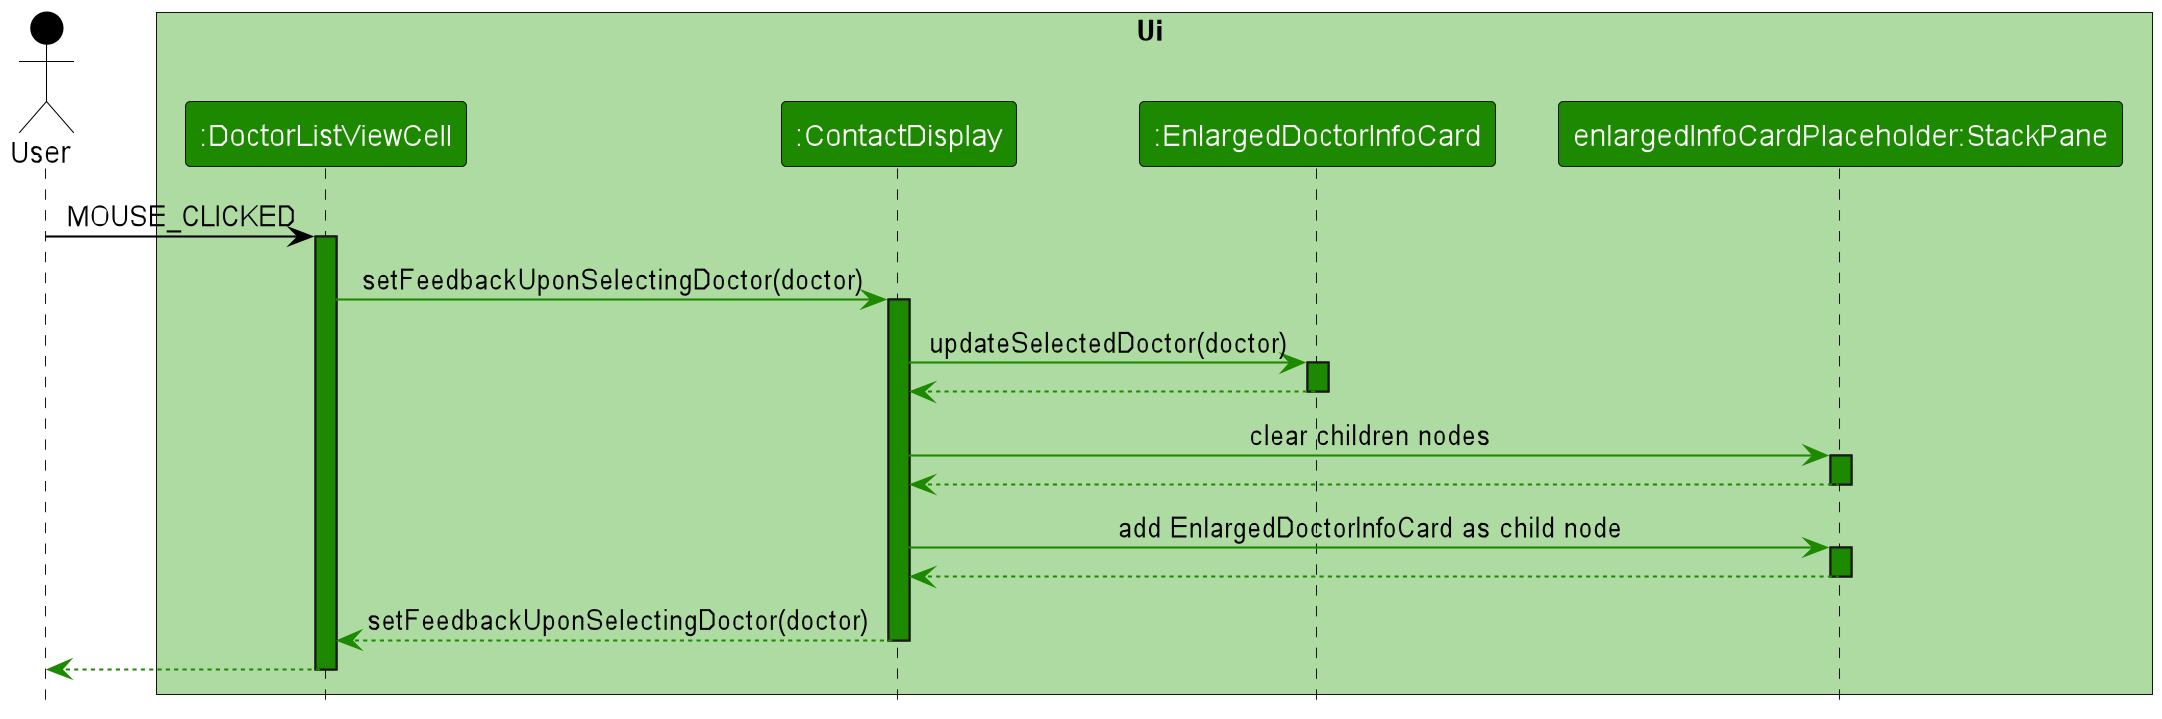 Ui
:DoctorListViewCell
:ContactDisplay
:EnlargedDoctorInfoCard
enlargedInfoCardPlaceholder:StackPane
User
MOUSE_CLICKED
setFeedbackUponSelectingDoctor(doctor)
updateSelectedDoctor(doctor)
clear children nodes
add EnlargedDoctorInfoCard as child node
setFeedbackUponSelectingDoctor(doctor)